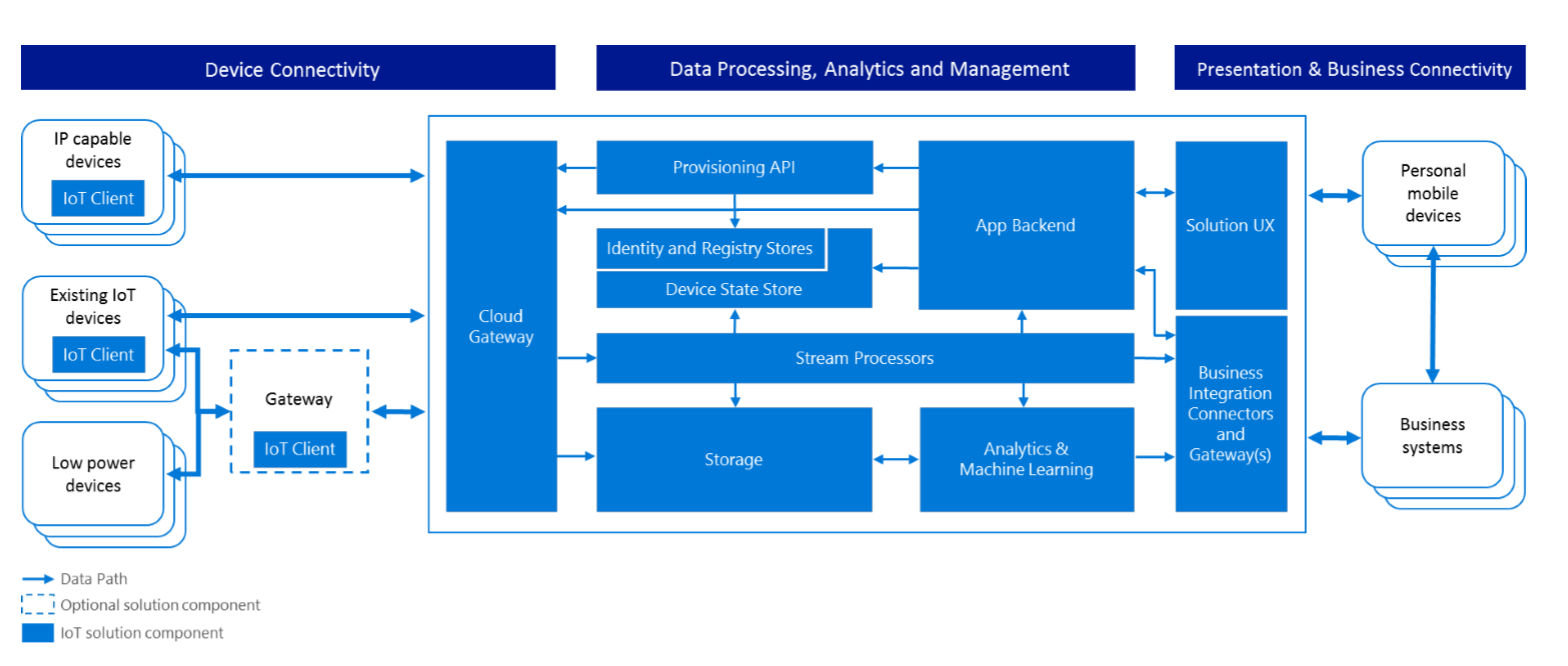 Device Connectivity
Data Processing, Analytics and Management
Presentation & Business Connectivity
IP capable
devices
IoT Client
Existing IoT
devices
IoT Client
Low power
devices
Gateway
IoT Client
Cloud
Gateway
Provisioning API
Identity and Registry Stores
Device State Store
App Backend
Stream Processors
Storage
Analytics &
Machine Learning
Solution UX
Business
Integration
Connectors
and
Gateway(s)
Personal
mobile
devices
Business
systems
Data Path
Optional solution component
IoT solution component